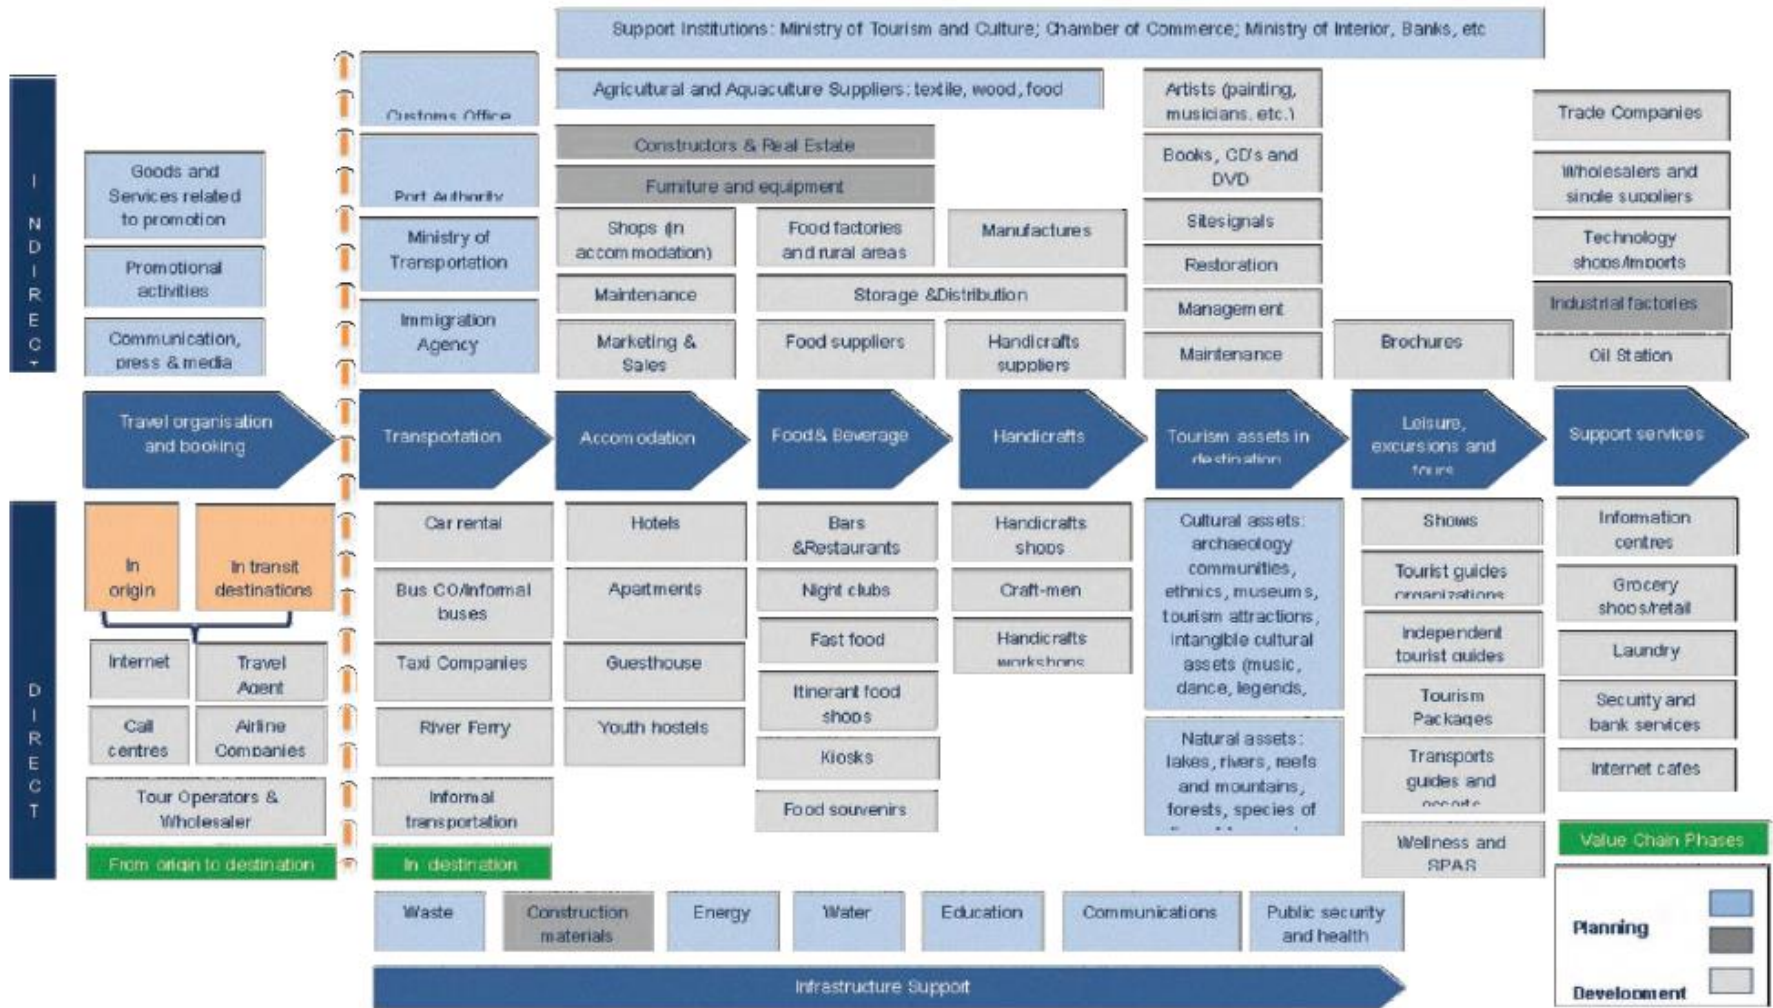 Support Institutions: Ministry of Tourism and Culture; Chamber of Commerce; Ministry of Interior, Banks, etc
INDIRECT
Goods and
Services related
to promotion
Promotional
activities
Communication,
press & media
Customs Office
Port Authority
Ministry of
Transportation
Immigration
Agency
Agricultural and Aquaculture Suppliers: textile, wood, food
Constructors & Real Estate
Furniture and equipment
Shops (in
accommodation)
Maintenance
Marketing &
Sales
Food factories
and rural areas
Manufactures
Storage &Distribution
Food suppliers
Handicrafts
suppliers
Artists (painting,
musicians, etc.)
Books, CD's and
DVD
Sitesignals
Restoration
Management
Maintenance
Brochures
Trade Companies
Wholesalers and
single suppliers
Technology
shops/imports
Industrial factories
Oil Station
Travel organisation
and booking
Transportation
Accomodation
Food& Beverage
Handicrafts
Tourism assets in
destination
Leisure,
excursions and
tours
Support services
DIRECT
In
origin
In transit
destinations
Internet
Travel
Agent
Call
centres
Airline
Companies
Tour Operators &
Wholesaler
From origin to destination
Car rental
Bus CO/Informal
buses
Taxi Companies
River Ferry
Informal
transportation
In destination
Hotels
Apartments
Guesthouse
Youth hostels
Bars
&Restaurants
Night clubs
Fast food
Itinerant food
shops
Kiosks
Food souvenirs
Handicrafts
shops
Craft-men
Handicrafts
workshops
Cultural assets:
archaeology
communities,
ethnics, museums,
tourism attractions,
intangible cultural
assets (music,
dance, legends,
Natural assets:
lakes, rivers, reefs
and mountains,
forests, species of
Shows
Tourist guides
organizations
Independent
tourist guides
Tourism
Packages
Transports
guides and
escorts
Wellness and
SPAS
Information
centres
Grocery
shops/retail
Laundry
Security and
bank services
Internet cafes
Value Chain Phases
Planning
Development
Waste
Construction
materials
Energy
Water
Education
Communications
Public security
and health
Infrastructure Support